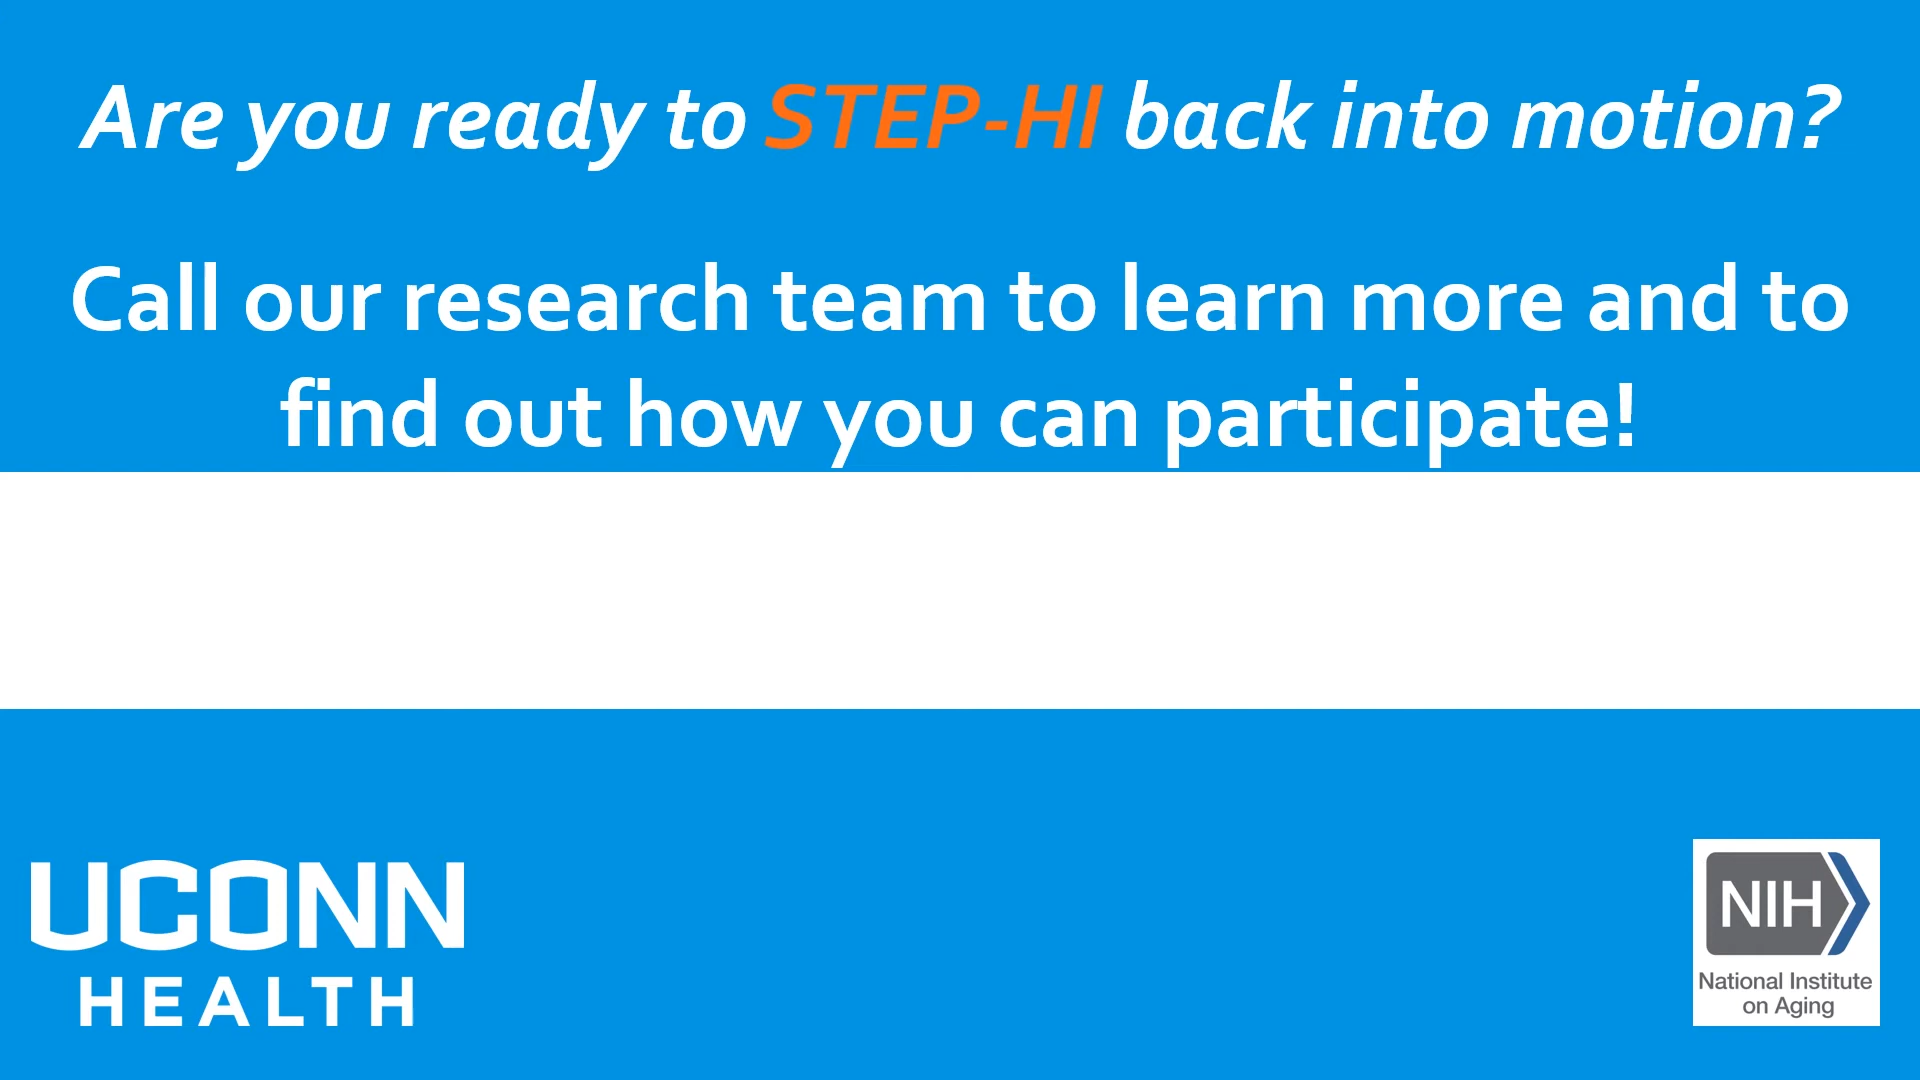 Are you ready to STEP-HI back into motion?
Call our research team to learn more and to
find out how you can participate!
UCONN
HEALTH
NIH
National Institute
on Aging